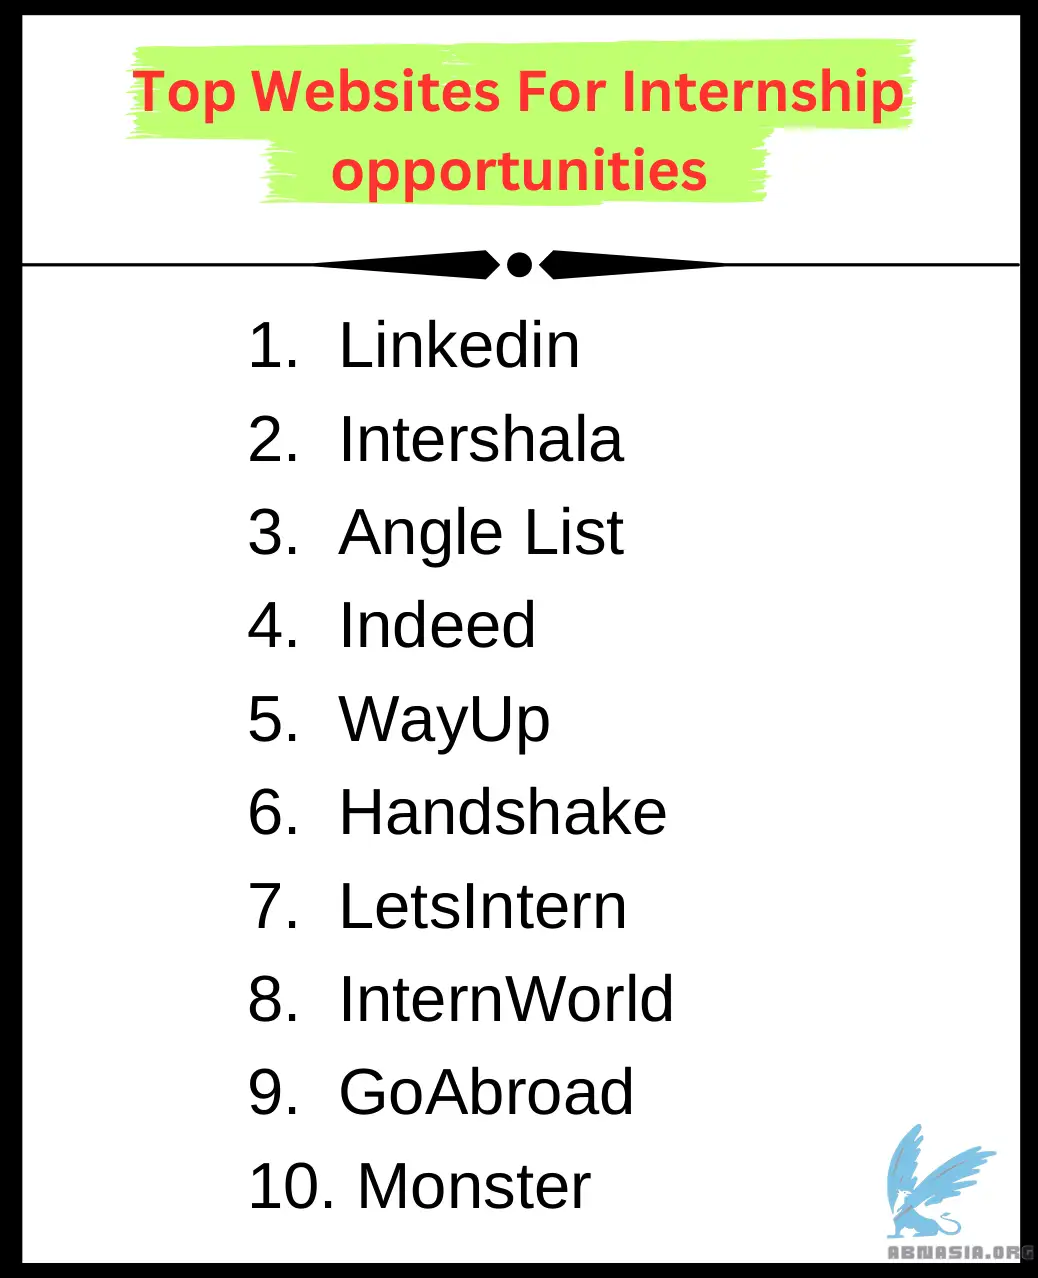 Top Websites For Internship
opportunities
1. Linkedin
2. Intershala
3. Angle List
4. Indeed
5. WayUp
6. Handshake
7. LetsIntern
8. InternWorld
9. GoAbroad
10. Monster
ABNASIA.ORG